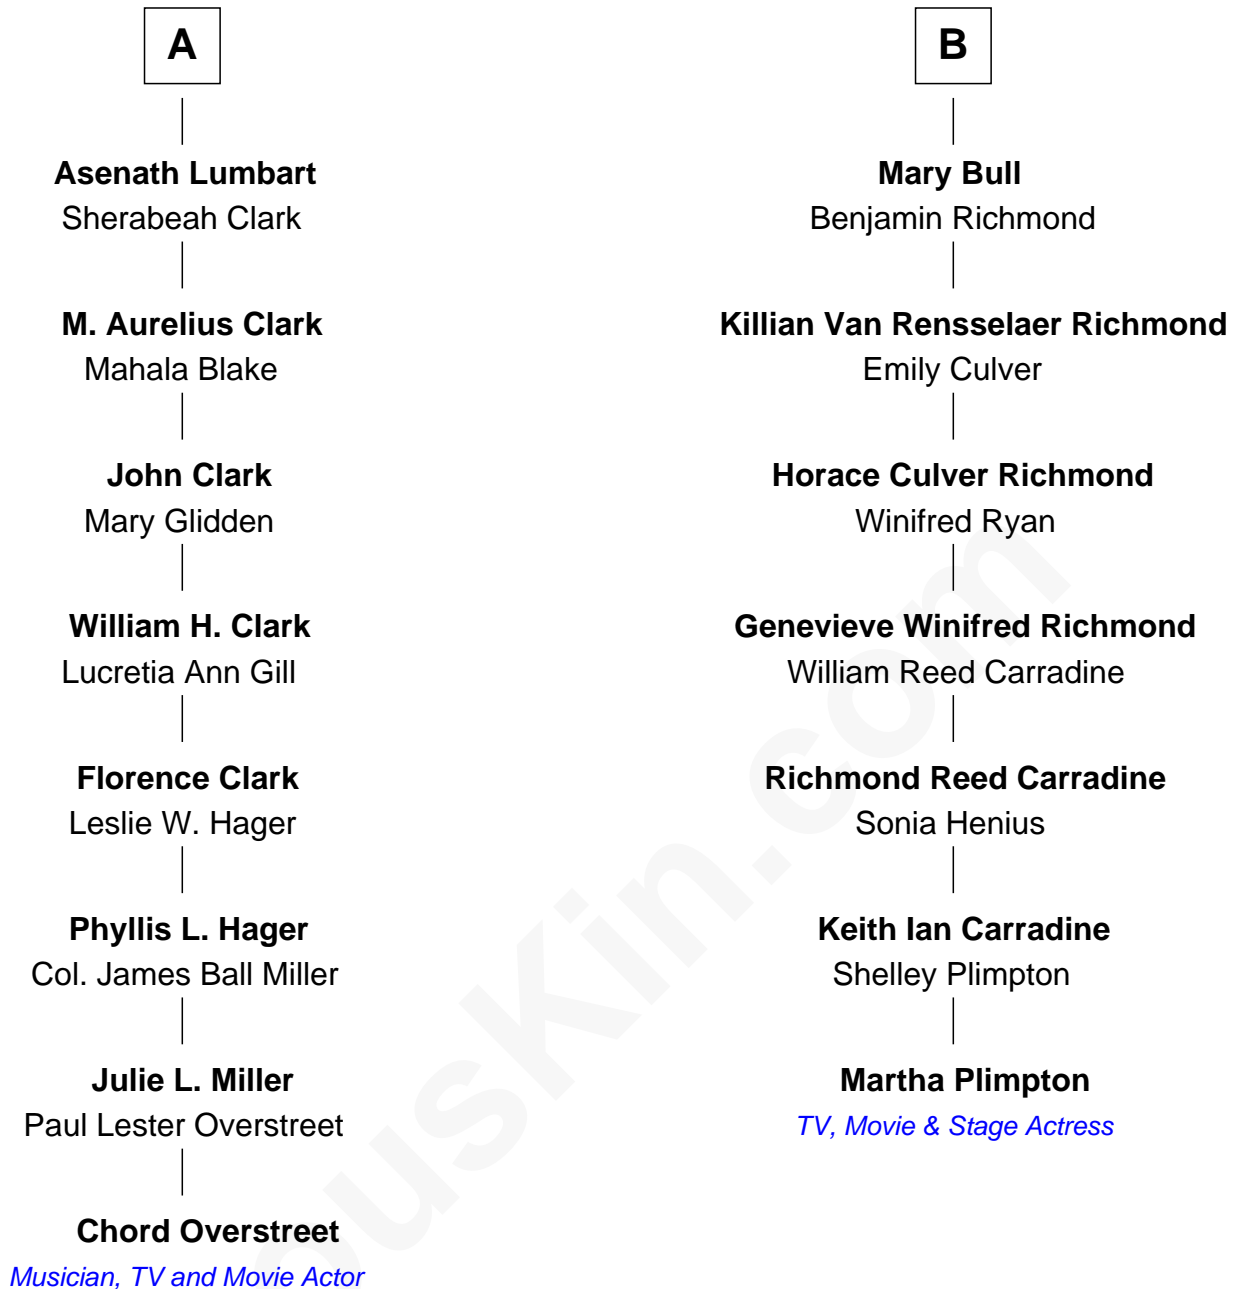 A
Asenath Lumbart
Sherabeah Clark
M. Aurelius Clark
Mahala Blake
John Clark
Mary Glidden
William H. Clark
Lucretia Ann Gill
Florence Clark
Leslie W. Hager
Phyllis L. Hager
Col. James Ball Miller
Julie L. Miller
Paul Lester Overstreet
Chord Overstreet
Musician, TV and Movie Actor
B
Mary Bull
Benjamin Richmond
Killian Van Rensselaer Richmond
Emily Culver
Horace Culver Richmond
Winifred Ryan
Genevieve Winifred Richmond
William Reed Carradine
Richmond Reed Carradine
Sonia Henius
Keith Ian Carradine
Shelley Plimpton
Martha Plimpton
TV, Movie & Stage Actress
ousKin.com